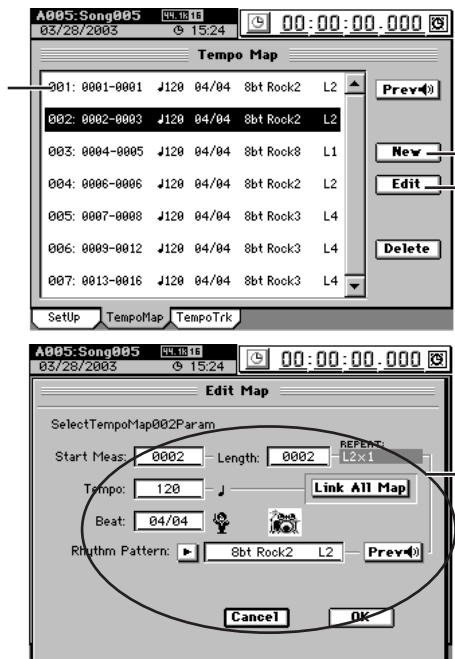 A005:Song005 44.1k 16
03/28/2003 15:24 00:00:00.000
Tempo Map
001: 0001-0001 ♩120 04/04 8bt Rock2 L2
Prev
002: 0002-0003 ♩120 04/04 8bt Rock2 L2
003: 0004-0005 ♩120 04/04 8bt Rock8 L1
New
004: 0006-0006 ♩120 04/04 8bt Rock2 L2
Edit
005: 0007-0008 ♩120 04/04 8bt Rock3 L4
006: 0009-0012 ♩120 04/04 8bt Rock3 L4
Delete
007: 0013-0016 ♩120 04/04 8bt Rock3 L4
SetUp TempoMap TempoTrk
A005:Song005 44.1k 16
03/28/2003 15:24 00:00:00.000
Edit Map
SelectTempoMap002Param
REPEAT:
Start Meas: 0002 Length: 0002 L2×1
Tempo: 120 ♩ Link All Map
Beat: 04/04
Rhythm Pattern: 8bt Rock2 L2 Prev
Cancel OK